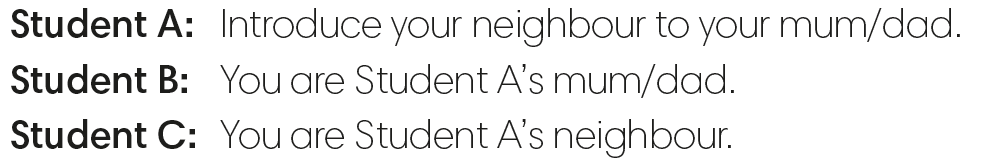 Student A: Introduce your neighbour to your mum/dad.
Student B: You are Student A’s mum/dad.
Student C: You are Student A’s neighbour.